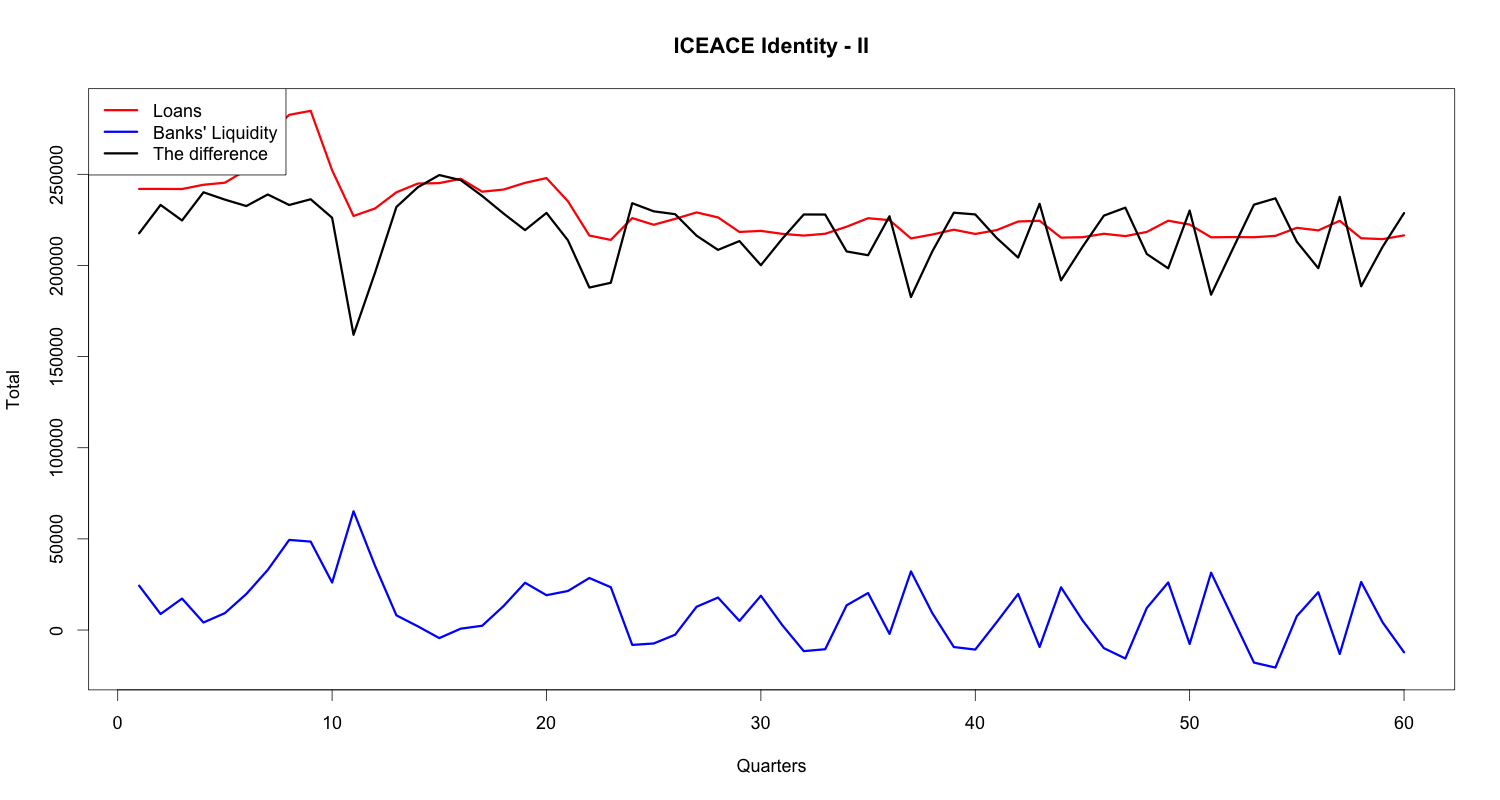 ICEACE Identity - II
Loans
Banks' Liquidity
The difference
Total
250000
200000
150000
100000
50000
0
0 10 20 30 40 50 60
Quarters